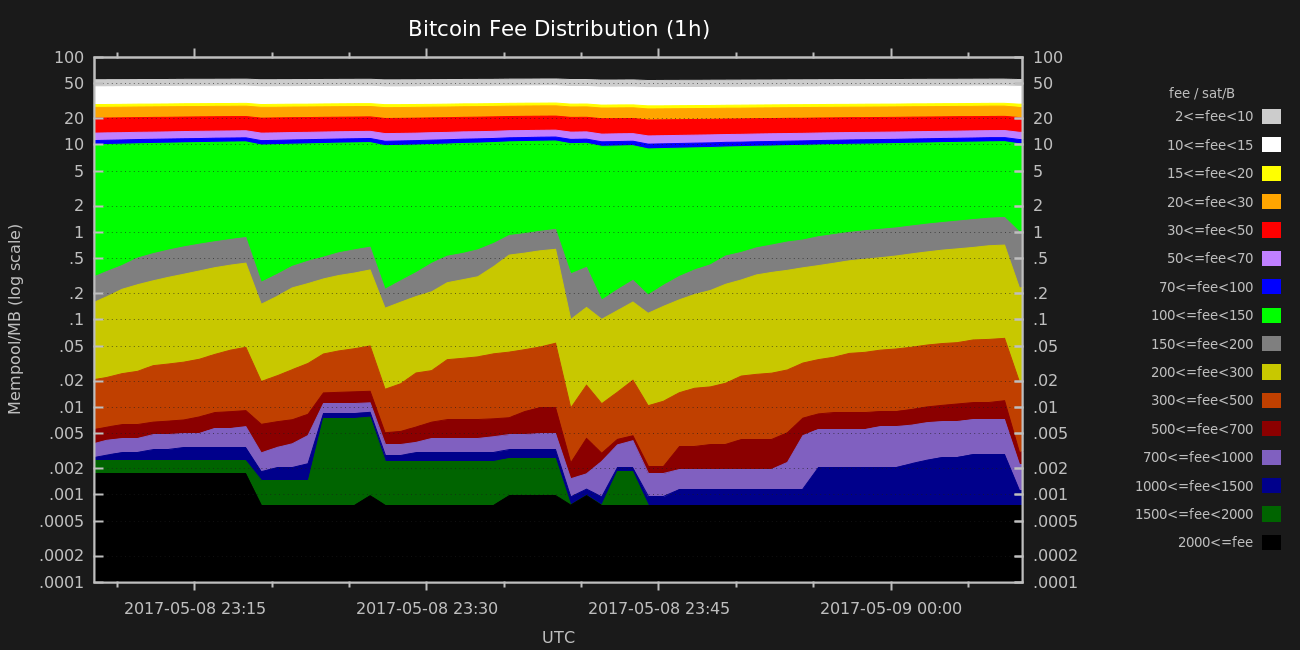 Bitcoin Fee Distribution (1h)
100 100
50 50
20 20
10 10
5 5
2 2
1 1
.5 .5
.2 .2
.1 .1
.05 .05
.02 .02
.01 .01
.005 .005
.002 .002
.001 .001
.0005 .0005
.0002 .0002
.0001 .0001
Mempool/MB (log scale)
2017-05-08 23:15 2017-05-08 23:30 2017-05-08 23:45 2017-05-09 00:00
UTC
fee / sat/B
2<=fee<10
10<=fee<15
15<=fee<20
20<=fee<30
30<=fee<50
50<=fee<70
70<=fee<100
100<=fee<150
150<=fee<200
200<=fee<300
300<=fee<500
500<=fee<700
700<=fee<1000
1000<=fee<1500
1500<=fee<2000
2000<=fee